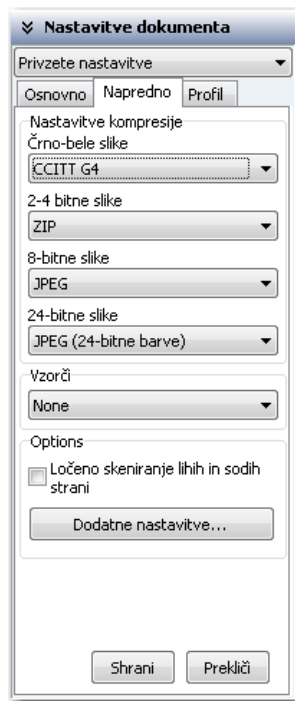 Nastavitve dokumenta
Privzete nastavitve
Osnovno Napredno Profil
Nastavitve kompresije
Črno-bele slike
CCITT G4
2-4 bitne slike
ZIP
8-bitne slike
JPEG
24-bitne slike
JPEG (24-bitne barve)
Vzorči
None
Options
Ločeno skeniranje lihih in sodih
strani
Dodatne nastavitve...
Shrani Prekliči